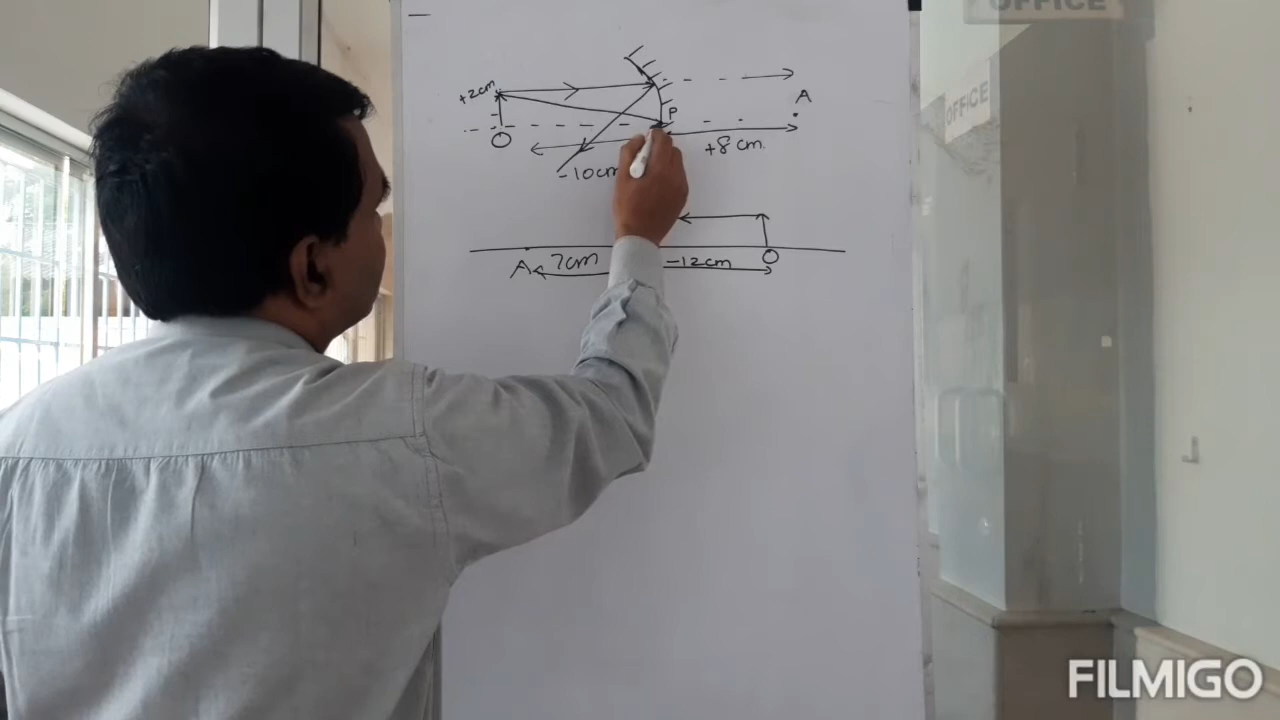 OFFICE
OFFICE
+2cm
A
P
O
+8 cm.
-10cm
A 7cm -12cm O
FILMIGO